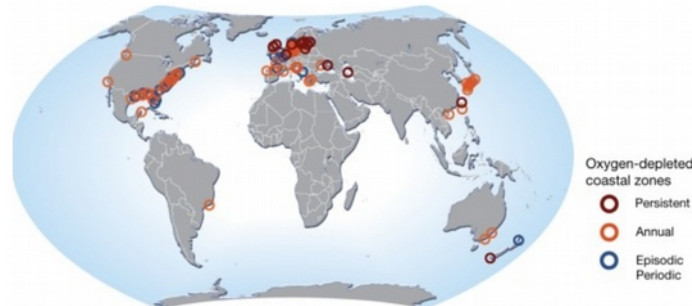 Oxygen-depleted
coastal zones
Persistent
Annual
Episodic
Periodic